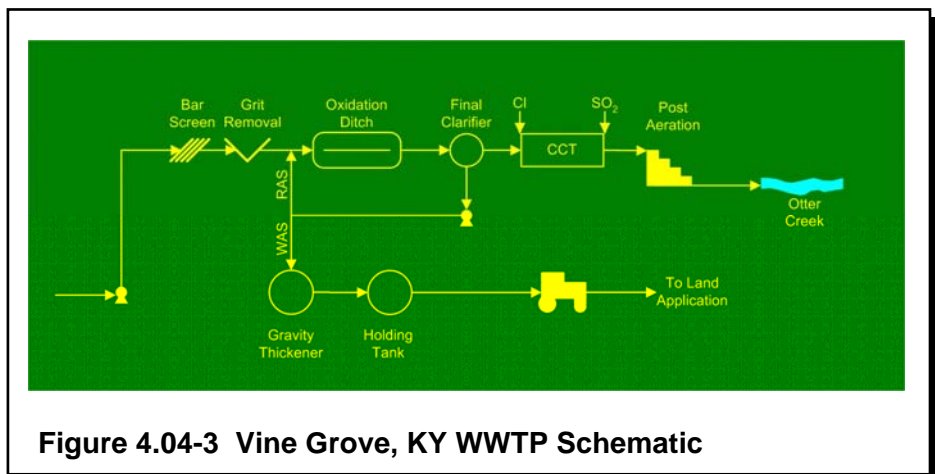 Bar
Screen
Grit
Removal
Oxidation
Ditch
Final
Clarifier
Cl
SO2
Post
Aeration
CCT
RAS
Otter
Creek
WAS
To Land
Application
Gravity
Thickener
Holding
Tank
Figure 4.04-3 Vine Grove, KY WWTP Schematic